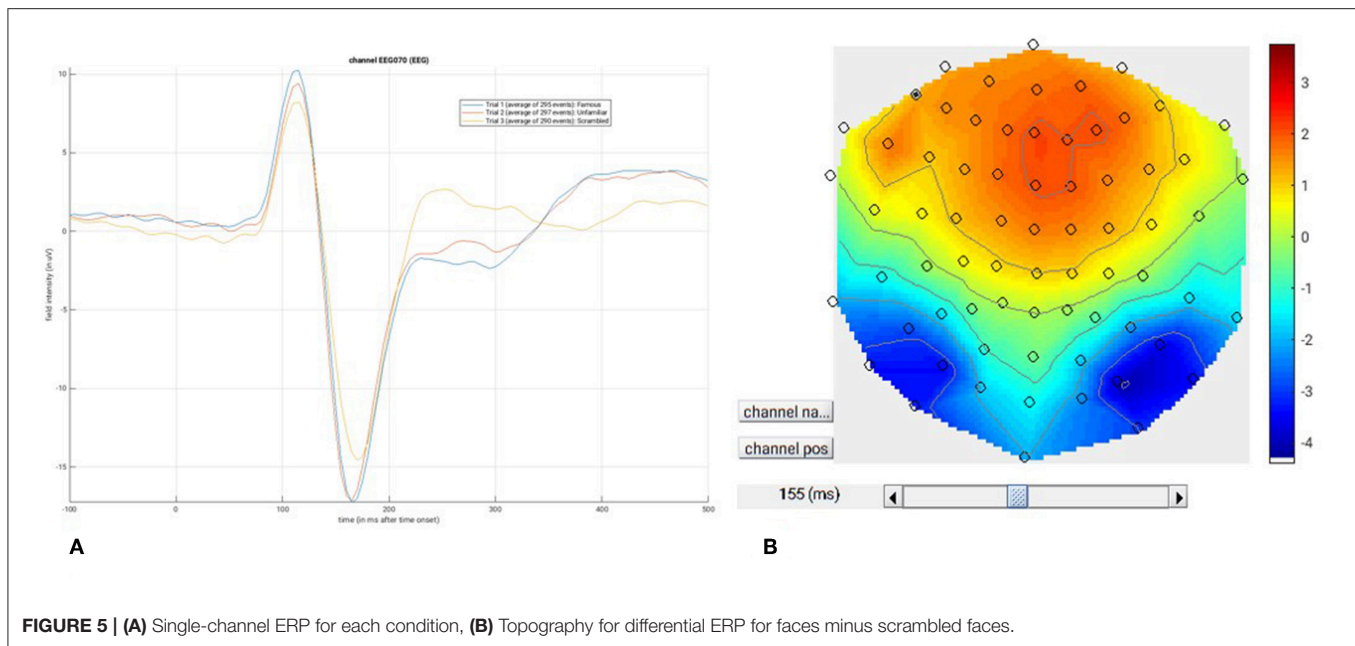 channel EEG070 (EEG)
Trial 1 (average of 295 events): Famous
Trial 2 (average of 297 events): Unfamiliar
Trial 3 (average of 290 events): Scrambled
field intensity (in uV)
10
5
0
-5
-10
-15
-100
0
100
200
300
400
500
time (in ms after time onset)
A
3
2
1
0
-1
-2
-3
-4
channel na...
channel pos
155 (ms)
B
FIGURE 5 | (A) Single-channel ERP for each condition, (B) Topography for differential ERP for faces minus scrambled faces.